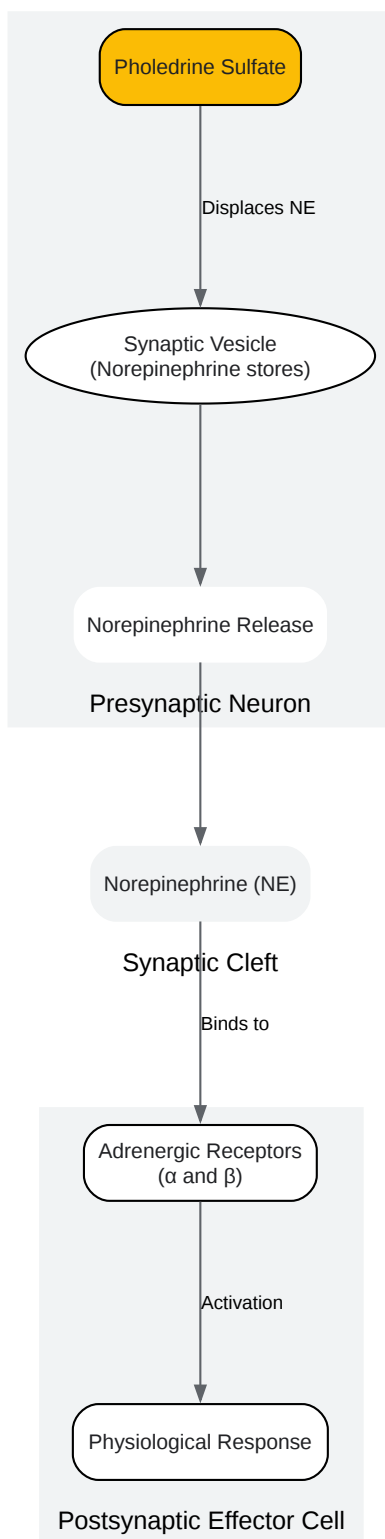 Pholedrine Sulfate
Displaces NE
Synaptic Vesicle
(Norepinephrine stores)
Norepinephrine Release
Presynaptic Neuron
Norepinephrine (NE)
Synaptic Cleft
Binds to
Adrenergic Receptors
(α and β)
Activation
Physiological Response
Postsynaptic Effector Cell